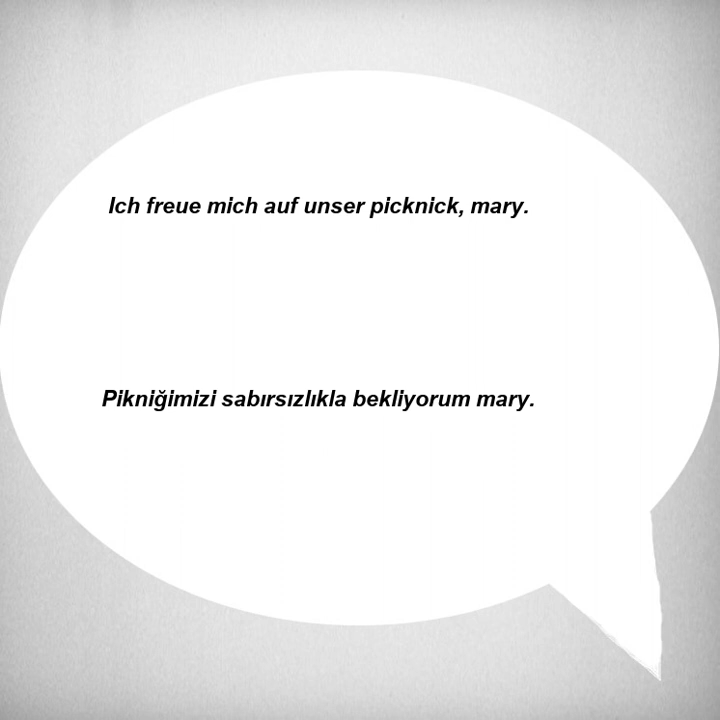 Ich freue mich auf unser picknick, mary.
Pikniğimizi sabırsızlıkla bekliyorum mary.